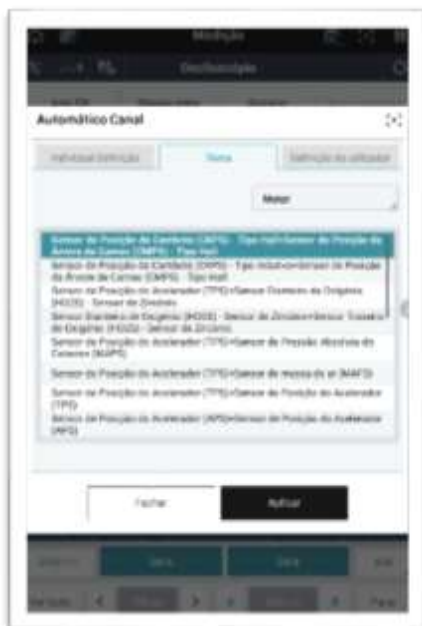 Medição
Osciloscópio
Automático Canal
Individual Definição
Tema
Definição do utilizador
Motor
Sensor de Posição da Cambota (CKPS) - Tipo Hall+Sensor de Posição da
Árvore de Cames (CMPS) - Tipo Hall
Sensor de Posição da Cambota (CKPS) - Tipo Indutivo+Sensor de Posição
da Árvore de Cames (CMPS) - Tipo Hall
Sensor de Posição do Acelerador (TPS)+Sensor Dianteiro de Oxigénio
(HO2S) - Sensor de Zircónio
Sensor Dianteiro de Oxigénio (HO2S) - Sensor de Zircónio+Sensor Traseiro
de Oxigénio (HO2S) - Sensor de Zircónio
Sensor de Posição do Acelerador (TPS)+Sensor de Pressão Absoluta do
Colector (MAPS)
Sensor de Posição do Acelerador (TPS)+Sensor de massa de ar (MAFS)
Sensor de Posição do Acelerador (TPS)+Sensor de Posição do Acelerador
(TPS)
Sensor de Posição do Acelerador (APS)+Sensor de Posição do Acelerador
(APS)
Fechar
Aplicar